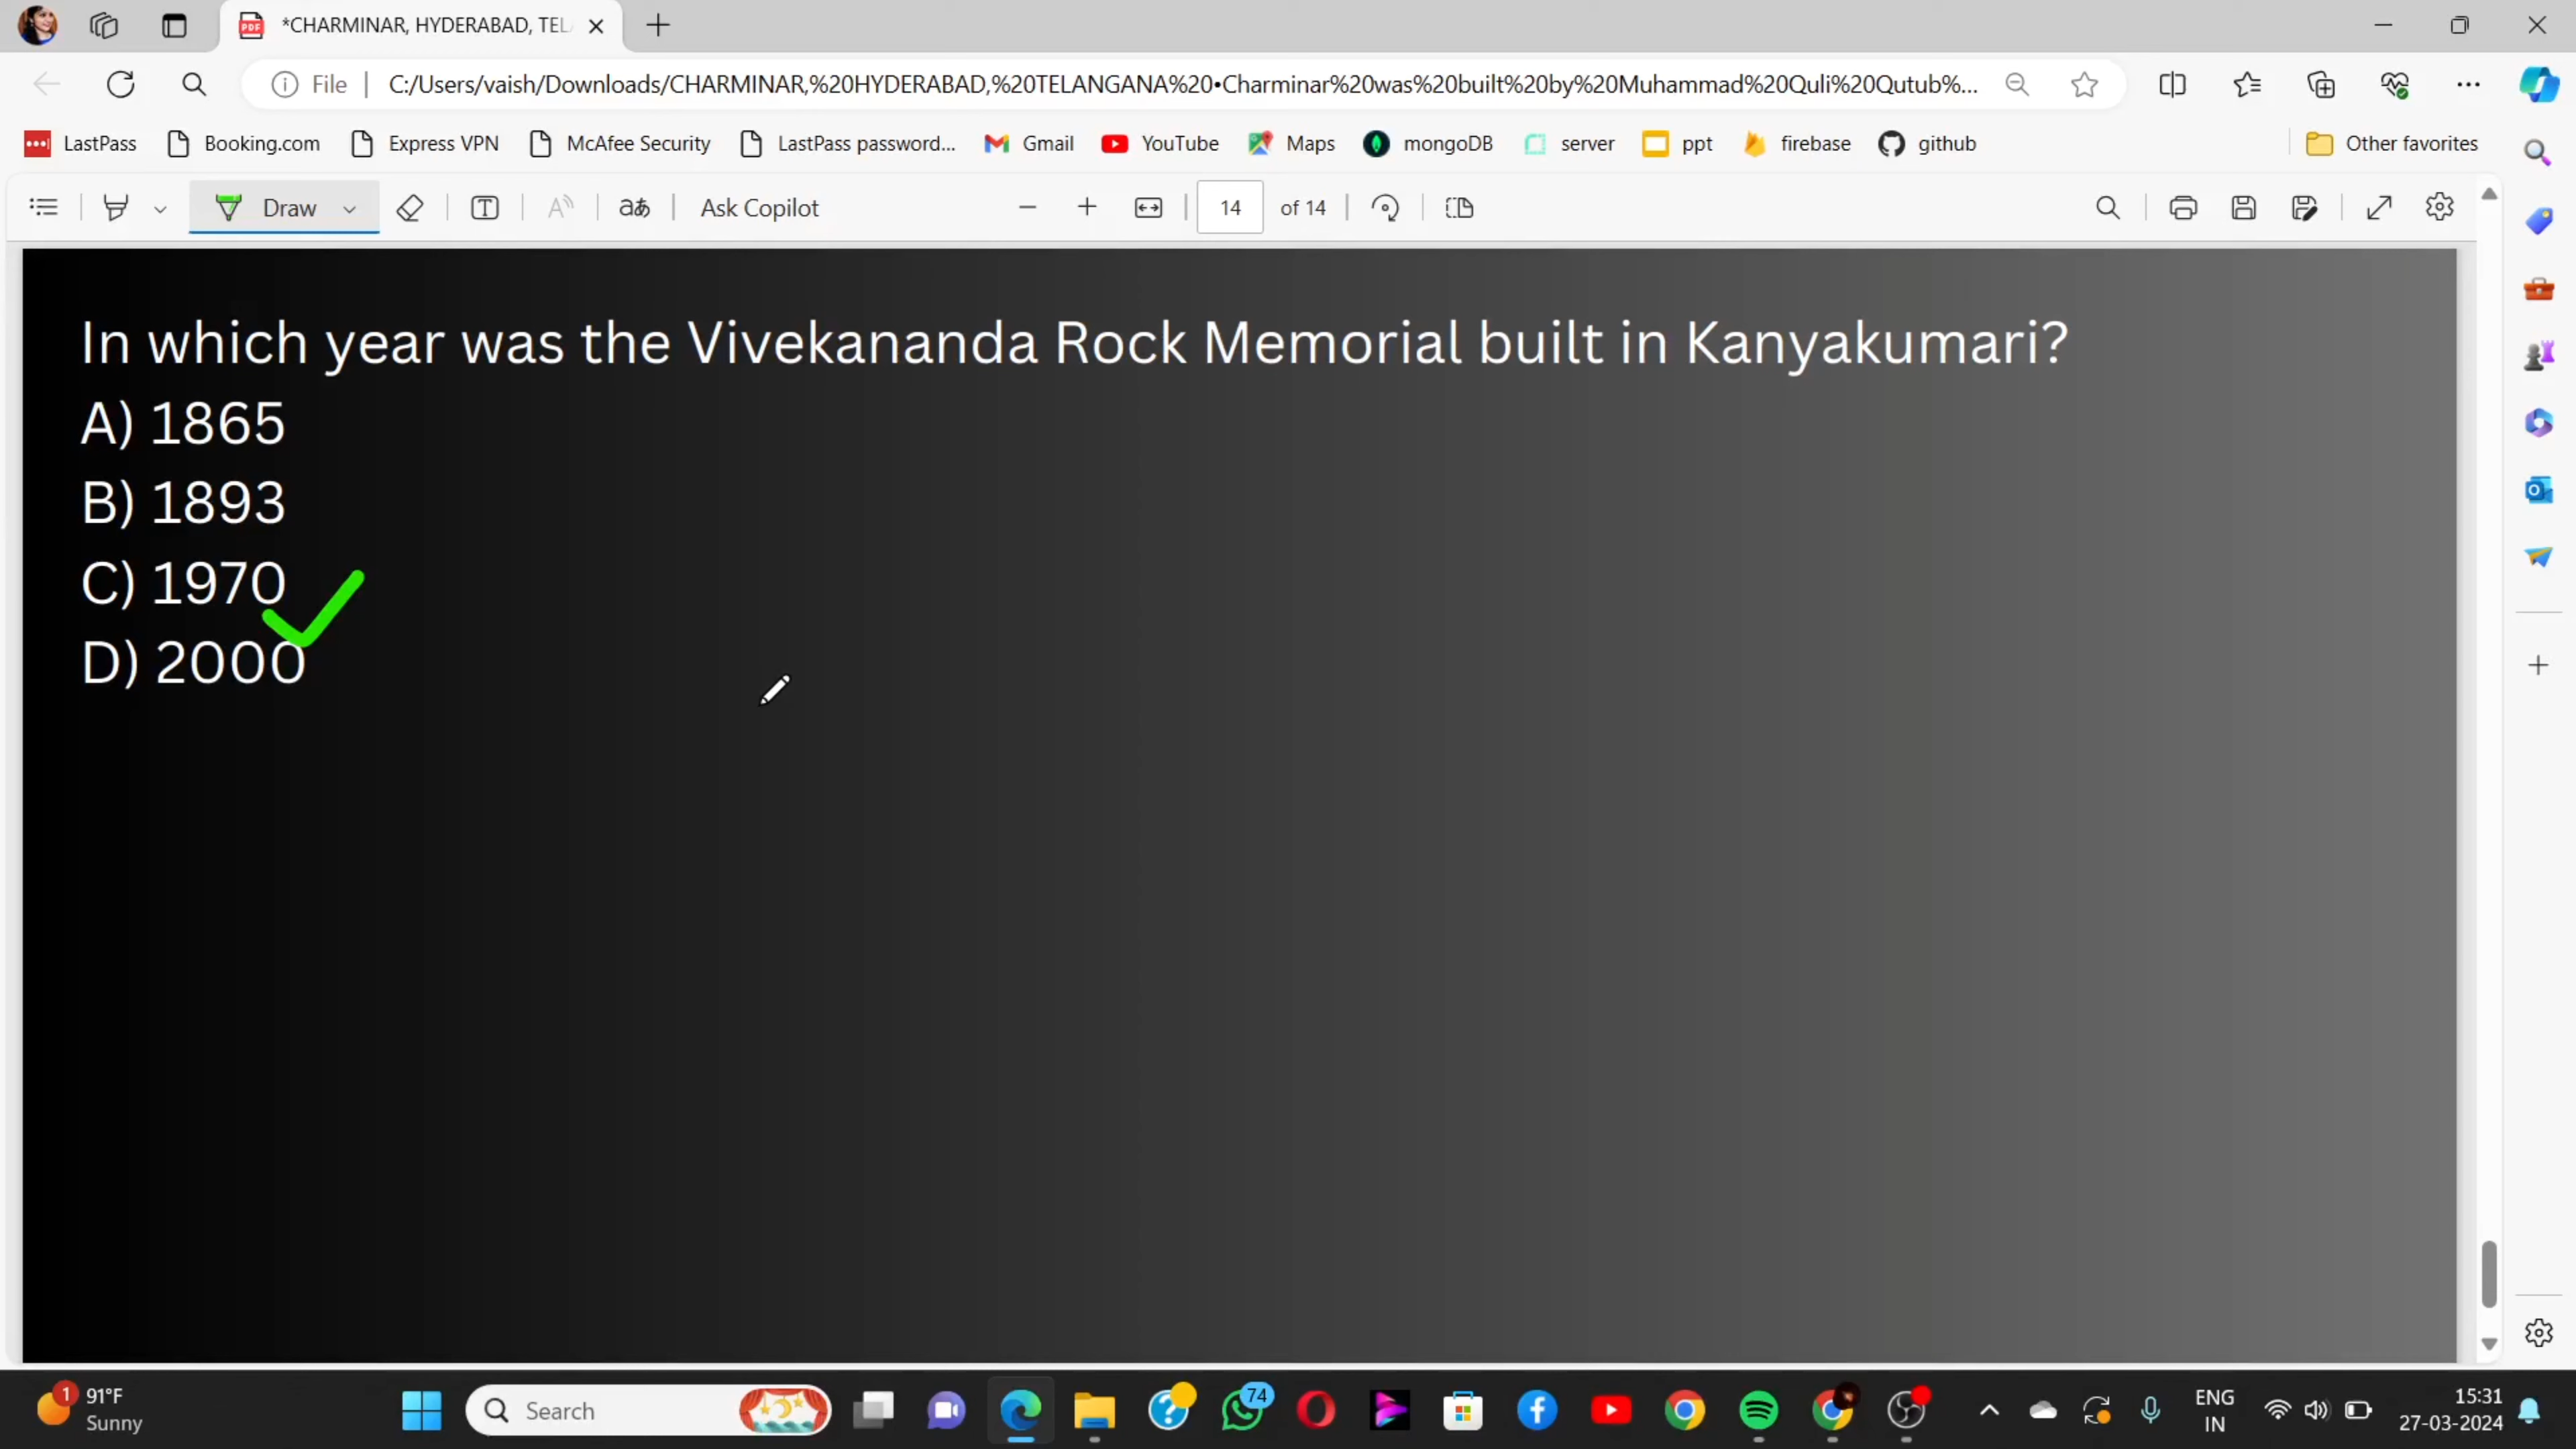 *CHARMINAR, HYDERABAD, TEL
File
C:/Users/vaish/Downloads/CHARMINAR,%20HYDERABAD,%20TELANGANA%20•Charminar%20was%20built%20by%20Muhammad%20Quli%20Qutub%...
LastPass
Booking.com
Express VPN
McAfee Security
LastPass password...
Gmail
YouTube
Maps
mongoDB
server
ppt
firebase
github
Other favorites
Draw
Ask Copilot
14
of 14
In which year was the Vivekananda Rock Memorial built in Kanyakumari?
A) 1865
B) 1893
C) 1970
D) 2000
1
91°F
Sunny
Search
74
ENG
IN
15:31
27-03-2024